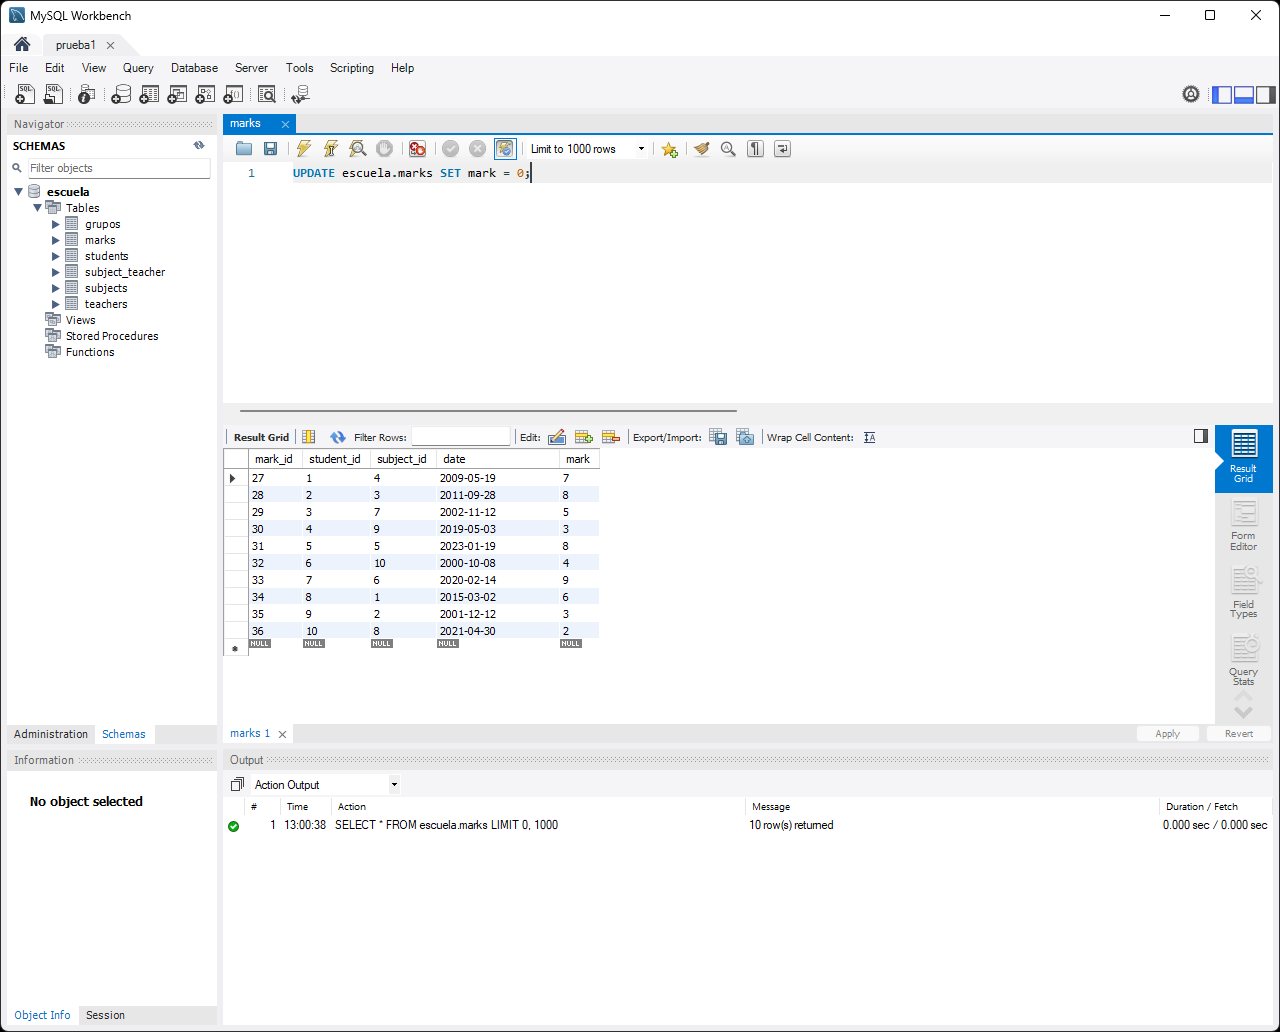 MySQL Workbench
prueba1
File Edit View Query Database Server Tools Scripting Help
Navigator
SCHEMAS
Filter objects
escuela
Tables
grupos
marks
students
subject_teacher
subjects
teachers
Views
Stored Procedures
Functions
Administration Schemas
Information
No object selected
Object Info Session
marks
Limit to 1000 rows
1 UPDATE escuela.marks SET mark = 0;
Result Grid Filter Rows: Edit: Export/Import: Wrap Cell Content:
mark_id student_id subject_id date mark
27 1 4 2009-05-19 7
28 2 3 2011-09-28 8
29 3 7 2002-11-12 5
30 4 9 2019-05-03 3
31 5 5 2023-01-19 8
32 6 10 2000-10-08 4
33 7 6 2020-02-14 9
34 8 1 2015-03-02 6
35 9 2 2001-12-12 3
36 10 8 2021-04-30 2
NULL NULL NULL NULL NULL
Result
Grid
Form
Editor
Field
Types
Query
Stats
marks 1
Apply Revert
Output
Action Output
# Time Action Message Duration / Fetch
1 13:00:38 SELECT * FROM escuela.marks LIMIT 0, 1000 10 row(s) returned 0.000 sec / 0.000 sec